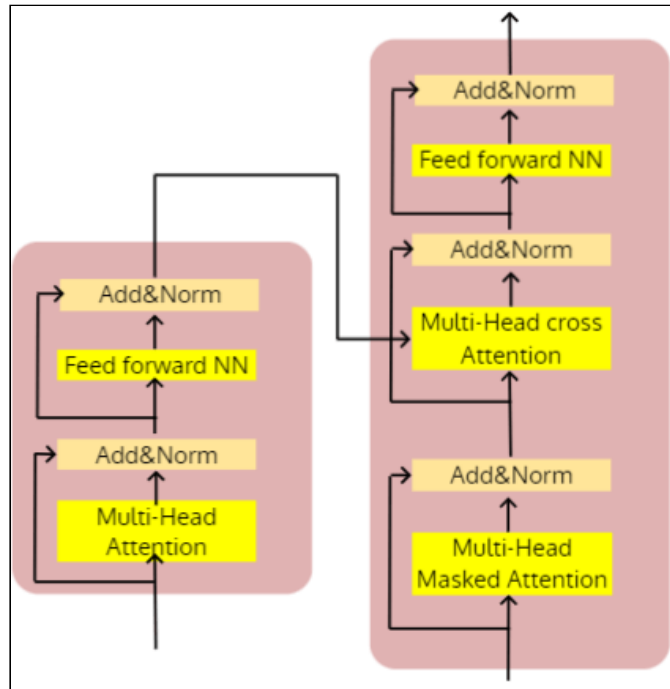 Add&Norm
Feed forward NN
Add&Norm
Multi-Head
Attention
Add&Norm
Feed forward NN
Add&Norm
Multi-Head cross
Attention
Add&Norm
Multi-Head
Masked Attention